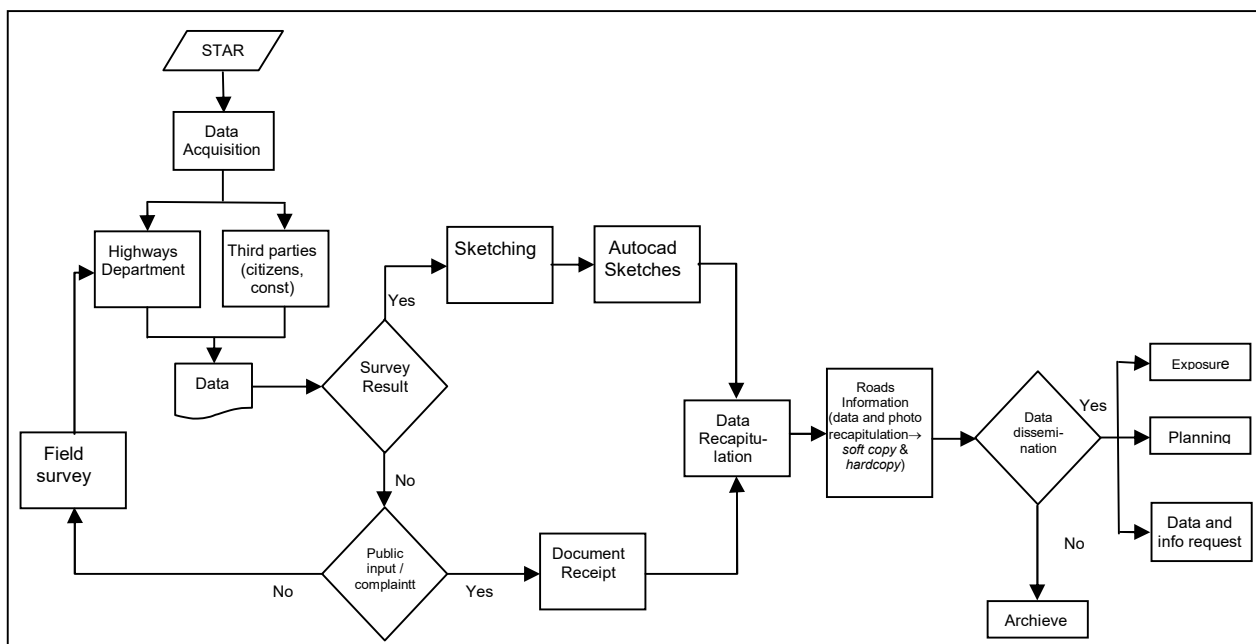 STAR
Data
Acquisition
Highways
Department
Third parties
(citizens,
const)
Data
Field
survey
Survey
Result
Yes
No
Sketching
Autocad
Sketches
Public
input /
complaintt
No
Yes
Document
Receipt
Data
Recapitu-
lation
Roads
Information
(data and photo
recapitulation→
soft copy &
hardcopy)
Data
dissemi-
nation
Yes
No
Exposure
Planning
Data and
info request
Archieve